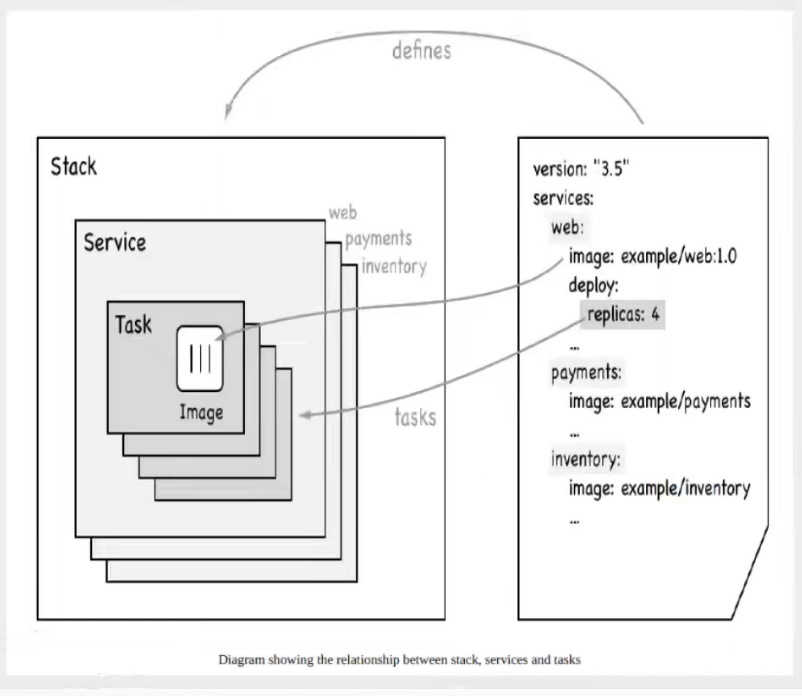 defines
Stack
Service
web
payments
inventory
Task
Image
tasks
version: "3.5"
services:
web:
image: example/web:1.0
deploy:
replicas: 4
...
payments:
image: example/payments
...
inventory:
image: example/inventory
...
Diagram showing the relationship between stack, services and tasks